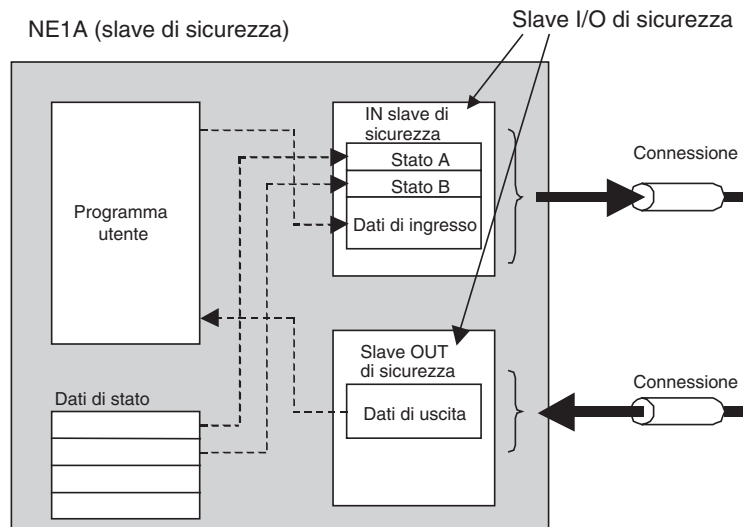 Slave I/O di sicurezza
NE1A (slave di sicurezza)
IN slave di
sicurezza
Stato A
Stato B
Dati di ingresso
Programma
utente
Connessione
Slave OUT
di sicurezza
Dati di uscita
Dati di stato
Connessione